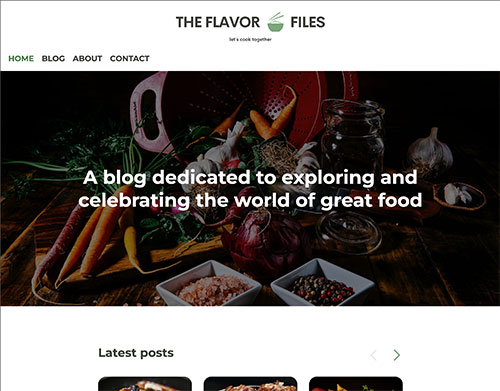 THE FLAVOR FILES
let's cook together
HOME BLOG ABOUT CONTACT
A blog dedicated to exploring and
celebrating the world of great food
Latest posts